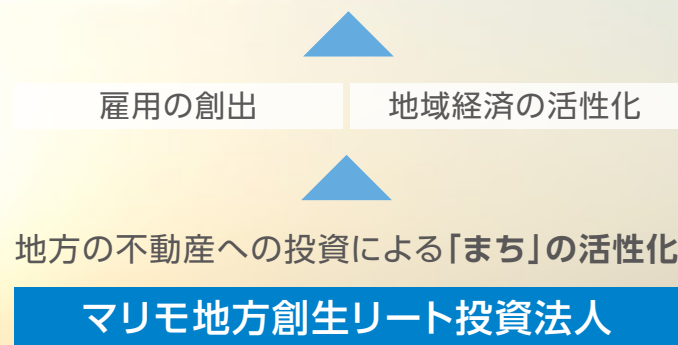 雇用の創出 地域経済の活性化
地方の不動産への投資による「まち」の活性化
マリモ地方創生リート投資法人